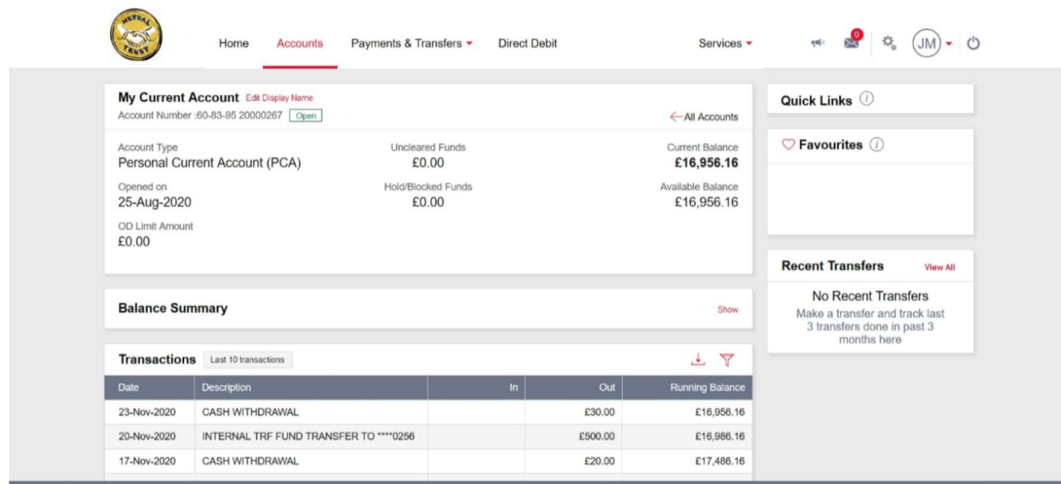 MUTUAL
TRUST
Home Accounts Payments & Transfers Direct Debit Services 0 JM
My Current Account Edit Display Name
Account Number :60-83-95 20000267 Open
All Accounts
Account Type
Personal Current Account (PCA)
Uncleared Funds
£0.00
Current Balance
£16,956.16
Opened on
25-Aug-2020
Hold/Blocked Funds
£0.00
Available Balance
£16,956.16
OD Limit Amount
£0.00
Balance Summary Show
Transactions Last 10 transactions
Date Description In Out Running Balance
23-Nov-2020 CASH WITHDRAWAL £30.00 £16,956.16
20-Nov-2020 INTERNAL TRF FUND TRANSFER TO ****0256 £500.00 £16,986.16
17-Nov-2020 CASH WITHDRAWAL £20.00 £17,486.16
Quick Links i
Favourites i
Recent Transfers View All
No Recent Transfers
Make a transfer and track last
3 transfers done in past 3
months here